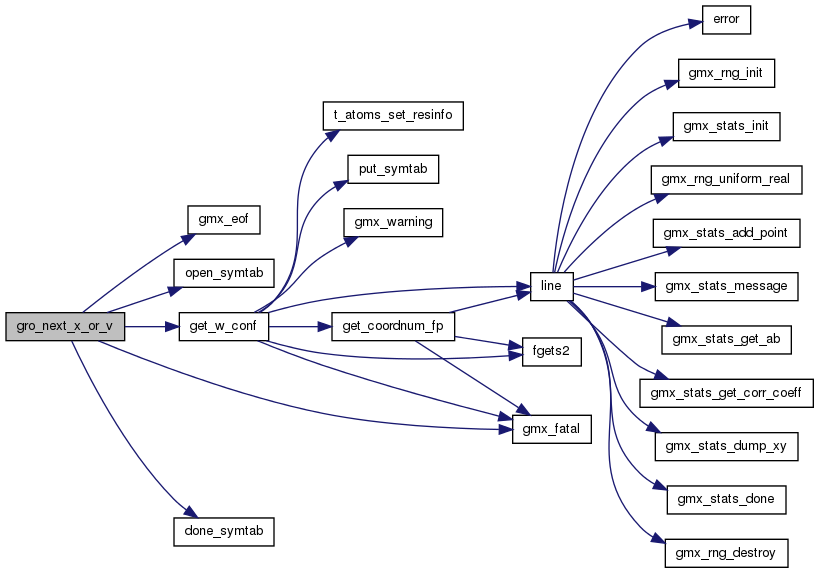 error
gmx_rng_init
t_atoms_set_resinfo
gmx_stats_init
put_symtab
gmx_rng_uniform_real
gmx_eof
gmx_warning
gmx_stats_add_point
open_symtab
line
gmx_stats_message
gro_next_x_or_v
get_w_conf
get_coordnum_fp
gmx_stats_get_ab
fgets2
gmx_stats_get_corr_coeff
gmx_fatal
gmx_stats_dump_xy
gmx_stats_done
done_symtab
gmx_rng_destroy